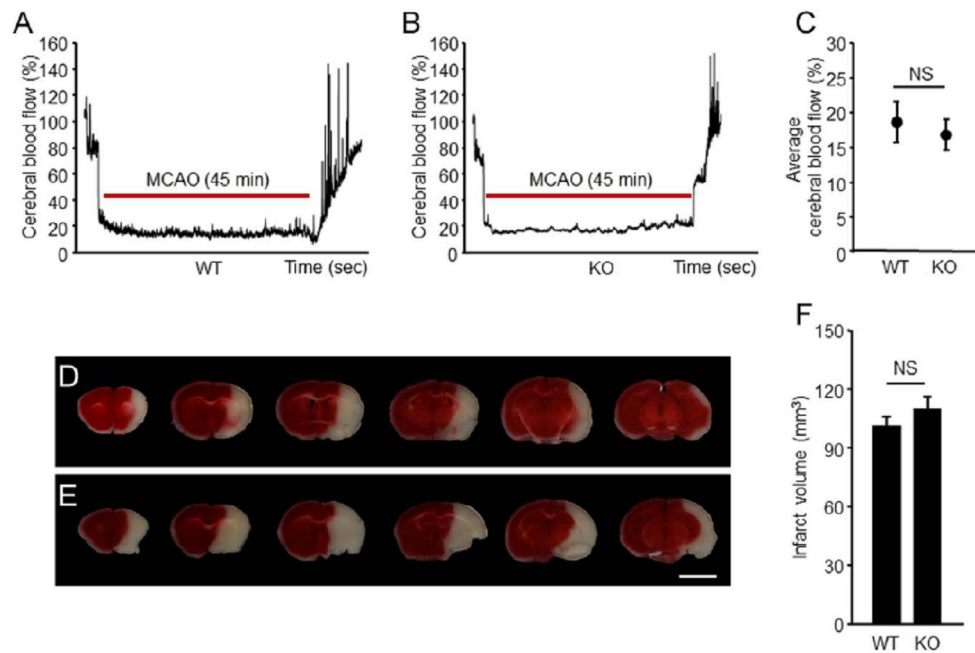 A
Cerebral blood flow (%)
160
140
120
100
80
60
40
20
0
MCAO (45 min)
WT
Time (sec)
B
Cerebral blood flow (%)
160
140
120
100
80
60
40
20
0
MCAO (45 min)
KO
Time (sec)
C
Average
cerebral blood flow (%)
30
25
20
15
10
5
0
NS
WT
KO
D
E
F
Infarct volume (mm³)
150
120
90
60
30
0
NS
WT
KO